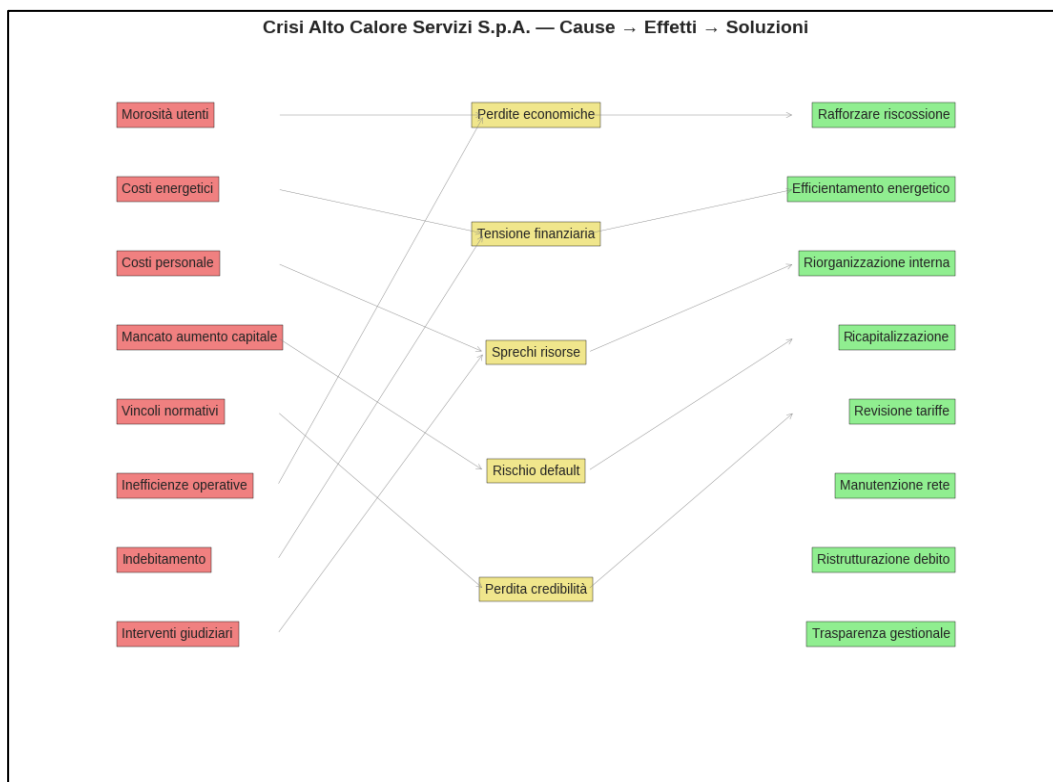 Crisi Alto Calore Servizi S.p.A. — Cause → Effetti → Soluzioni
Morosità utenti
Costi energetici
Costi personale
Mancato aumento capitale
Vincoli normativi
Inefficienze operative
Indebitamento
Interventi giudiziari
Perdite economiche
Tensione finanziaria
Sprechi risorse
Rischio default
Perdita credibilità
Rafforzare riscossione
Efficientamento energetico
Riorganizzazione interna
Ricapitalizzazione
Revisione tariffe
Manutenzione rete
Ristrutturazione debito
Trasparenza gestionale